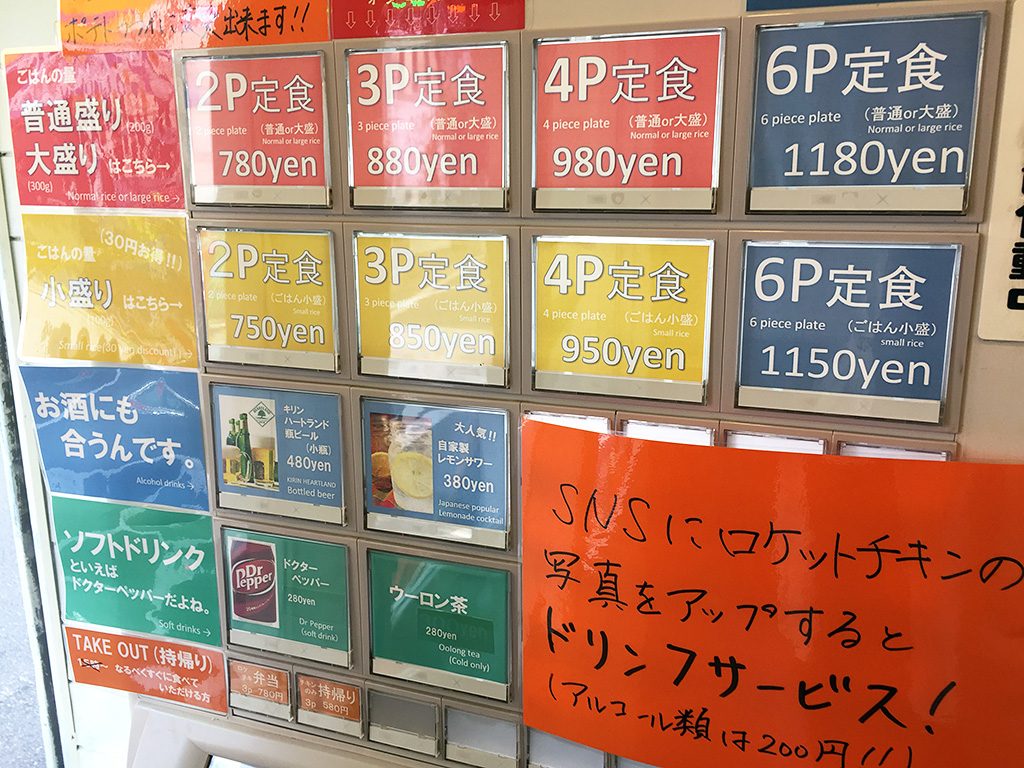 出来ます!!
ごはんの量
普通盛り(200g)
大盛り はこちら→
(300g)
Normal rice or large rice→
2P定食
2 piece plate (普通or大盛)
Normal or large rice
780yen
3P定食
3 piece plate (普通or大盛)
Normal or large rice
880yen
4P定食
4 piece plate (普通or大盛)
Normal or large rice
980yen
6P定食
6 piece plate (普通or大盛)
Normal or large rice
1180yen
(30円お得!!)
ごはんの量
小盛り はこちら→
Small rice(30 yen discount)→
2P定食
2 piece plate (ごはん小盛)
Small rice
750yen
3P定食
3 piece plate (ごはん小盛)
Small rice
850yen
4P定食
4 piece plate (ごはん小盛)
Small rice
950yen
6P定食
6 piece plate (ごはん小盛)
small rice
1150yen
お酒にも
合うんです。
Alcohol drinks→
キリン
ハートランド
瓶ビール
(小瓶)
480yen
KIRIN HEARTLAND
Bottled beer
大人気!!
自家製
レモンサワー
380yen
Japanese popular
Lemonade cocktail
ソフトドリンク
といえば
ドクターペッパーだよね。
Soft drinks→
Dr Pepper
ドクター
ペッパー
280yen
Dr Pepper
(soft drink)
ウーロン茶
280yen
Oolong tea
(Cold only)
TAKE OUT(持帰り)
なるべくすぐに食べて
いただける方
弁当
3p 780円
チキンのみ 持帰り
3p 580円
SNSにロケットチキンの
写真をアップすると
ドリンクサービス!
(アルコール類は200円!!)